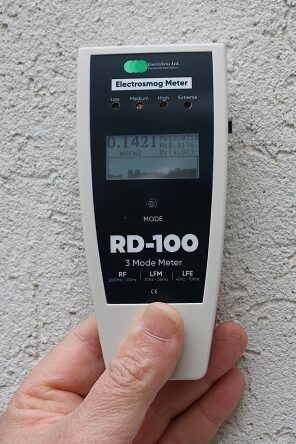 EnviroSens Ltd.
Electrosmog Meter
Low Medium High Extreme
0.1421
mW/m2
MODE
RD-100
3 Mode Meter
RF LFM LFE
CE